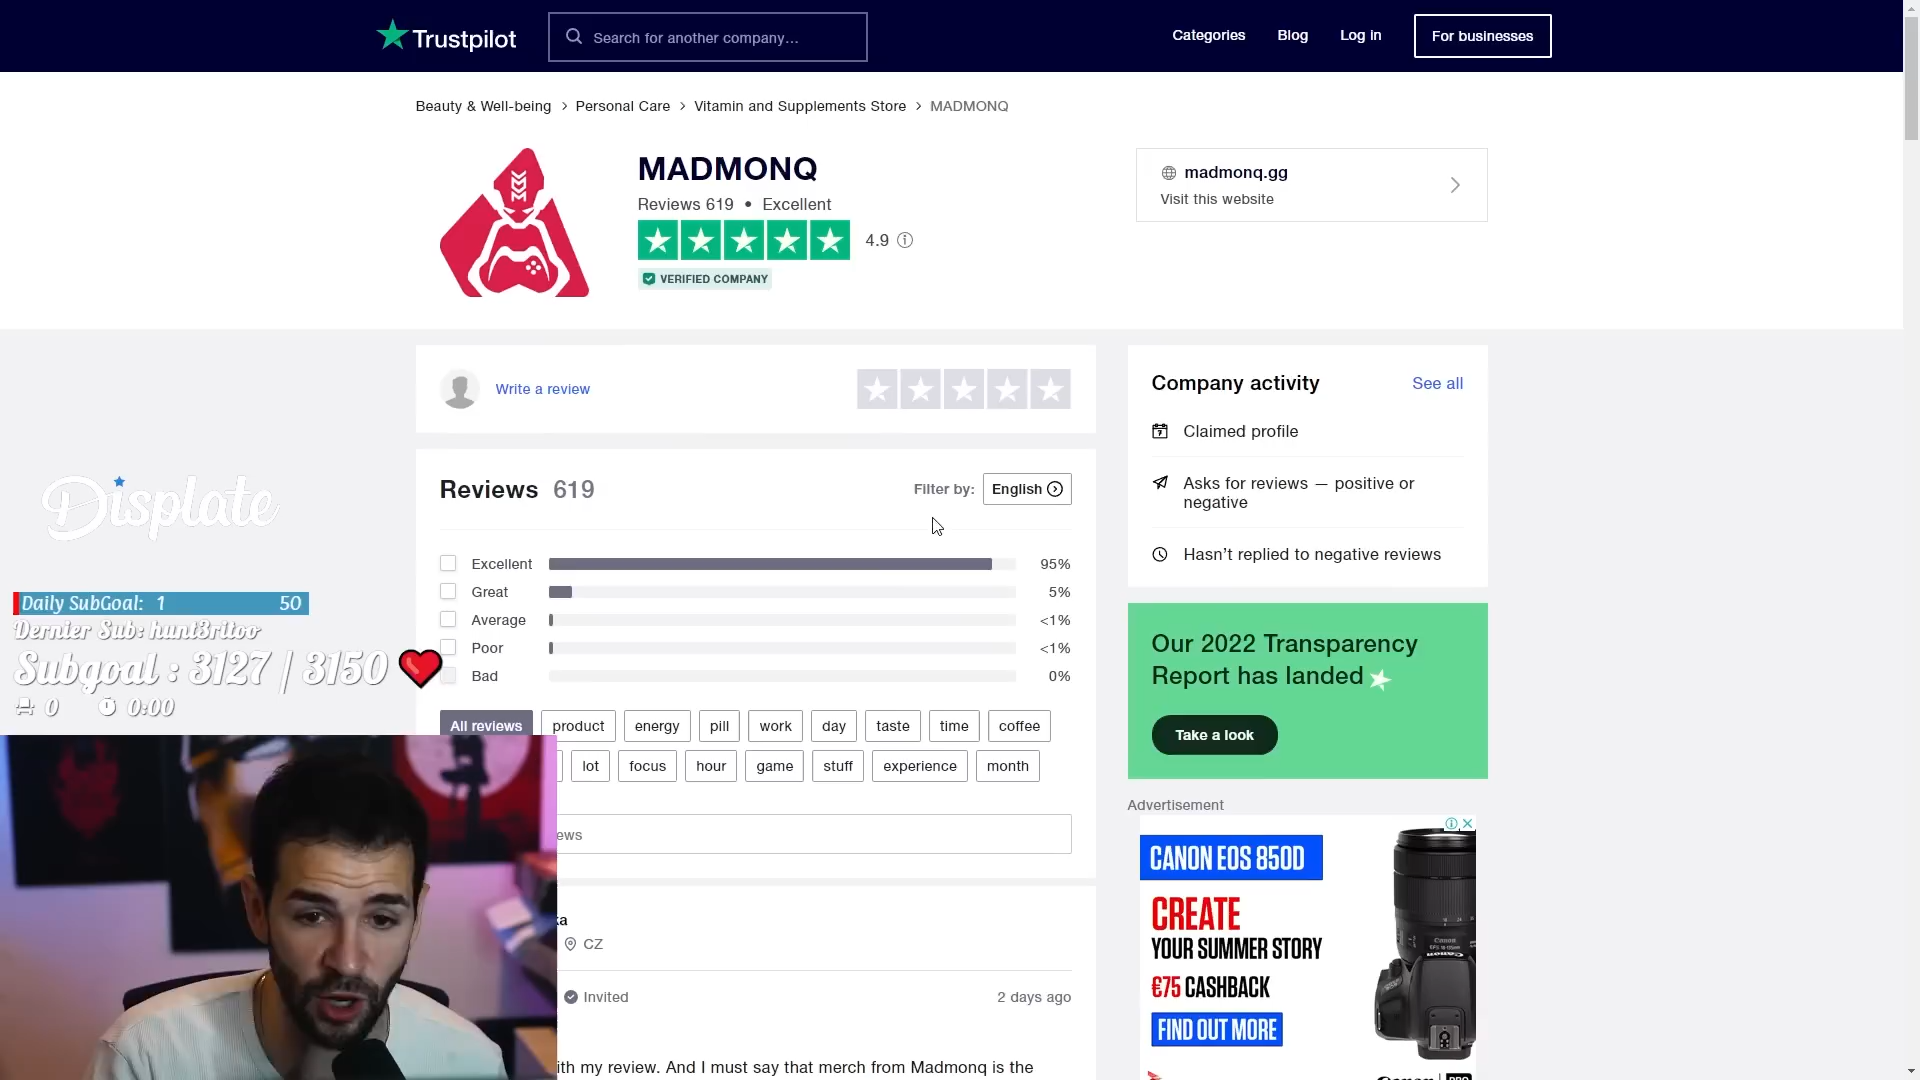 Trustpilot
Search for another company...
Categories
Blog
Log in
For businesses
Beauty & Well-being > Personal Care > Vitamin and Supplements Store > MADMONQ
MADMONQ
Reviews 619 • Excellent
4.9
VERIFIED COMPANY
madmonq.gg
Visit this website
Write a review
Company activity
See all
Claimed profile
Asks for reviews — positive or
negative
Hasn't replied to negative reviews
Reviews 619
Filter by:
English
Excellent 95%
Great 5%
Average <1%
Poor <1%
Bad 0%
All reviews product energy pill work day taste time coffee
lot focus hour game stuff experience month
ews
Displate
Daily SubGoal: 1 50
Dernier Sub: hunt3ritoo
Subgoal : 3127 / 3150
0 0:00
Our 2022 Transparency
Report has landed
Take a look
Advertisement
CANON EOS 850D
CREATE
YOUR SUMMER STORY
€75 CASHBACK
FIND OUT MORE
Canon
ka
CZ
Invited
2 days ago
ith my review. And I must say that merch from Madmonq is the